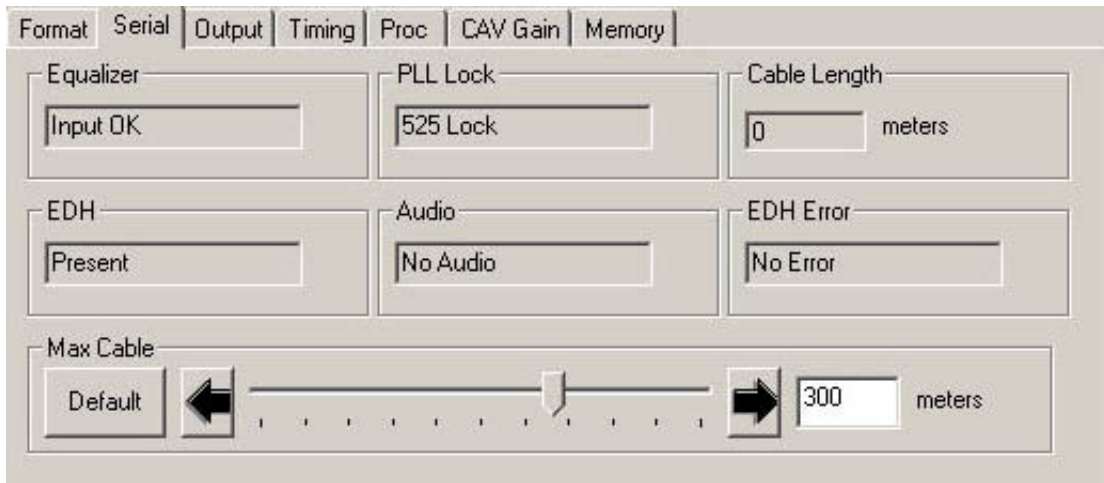 Format Serial Output Timing Proc CAV Gain Memory
Equalizer PLL Lock Cable Length
Input OK 525 Lock 0 meters
EDH Audio EDH Error
Present No Audio No Error
Max Cable
Default 300 meters